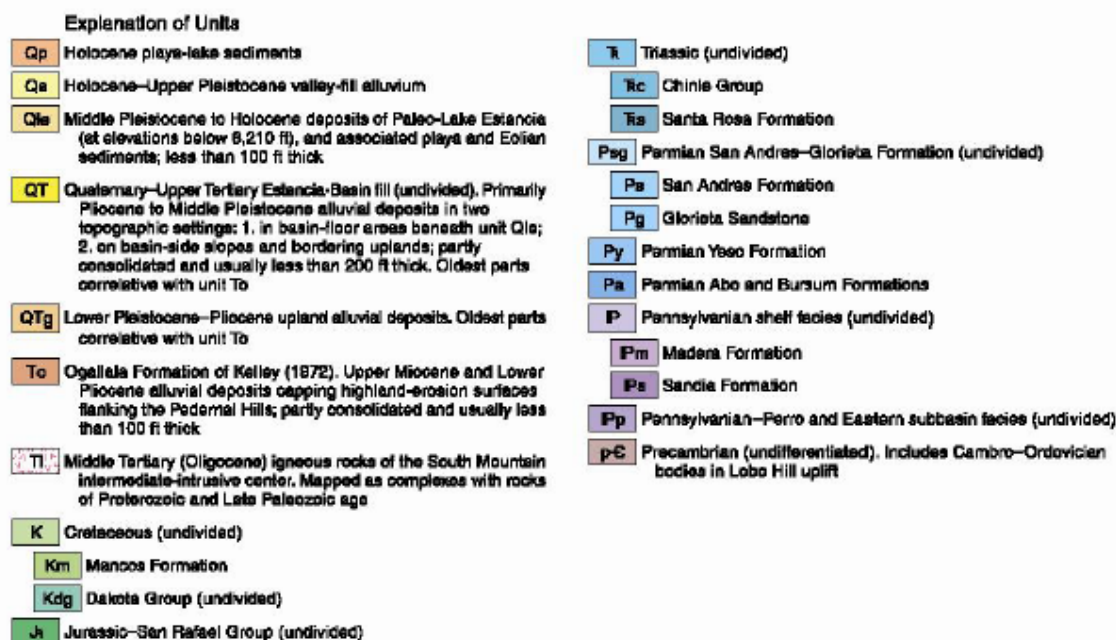 Explanation of Units
Qp Holocene playa-lake sediments
Qa Holocene–Upper Pleistocene valley-fill alluvium
Qle Middle Pleistocene to Holocene deposits of Paleo-Lake Estancia
(at elevations below 6,210 ft), and associated playa and Eolian
sediments; less than 100 ft thick
QT Quaternary–Upper Tertiary Estancia-Basin fill (undivided). Primarily
Pliocene to Middle Pleistocene alluvial deposits in two
topographic settings: 1. in basin-floor areas beneath unit Qle;
2. on basin-side slopes and bordering uplands; partly
consolidated and usually less than 200 ft thick. Oldest parts
correlative with unit To
QTg Lower Pleistocene–Pliocene upland alluvial deposits. Oldest parts
correlative with unit To
To Ogallala Formation of Kelley (1972). Upper Miocene and Lower
Pliocene alluvial deposits capping highland-erosion surfaces
flanking the Pedernal Hills; partly consolidated and usually less
than 100 ft thick
Ti Middle Tertiary (Oligocene) igneous rocks of the South Mountain
intermediate-intrusive center. Mapped as complexes with rocks
of Proterozoic and Late Paleozoic age
K Cretaceous (undivided)
Km Mancos Formation
Kdg Dakota Group (undivided)
Jt Jurassic–San Rafael Group (undivided)
Ti Triassic (undivided)
Trc Chinle Group
Trs Santa Rosa Formation
Psg Permian San Andres–Glorieta Formation (undivided)
Ps San Andres Formation
Pg Glorieta Sandstone
Py Permian Yeso Formation
Pa Permian Abo and Bursum Formations
IP Pennsylvanian shelf facies (undivided)
IPm Madera Formation
IPs Sandia Formation
IPp Pennsylvanian–Perro and Eastern subbasin facies (undivided)
p-Є Precambrian (undifferentiated). Includes Cambro–Ordovician
bodies in Lobo Hill uplift